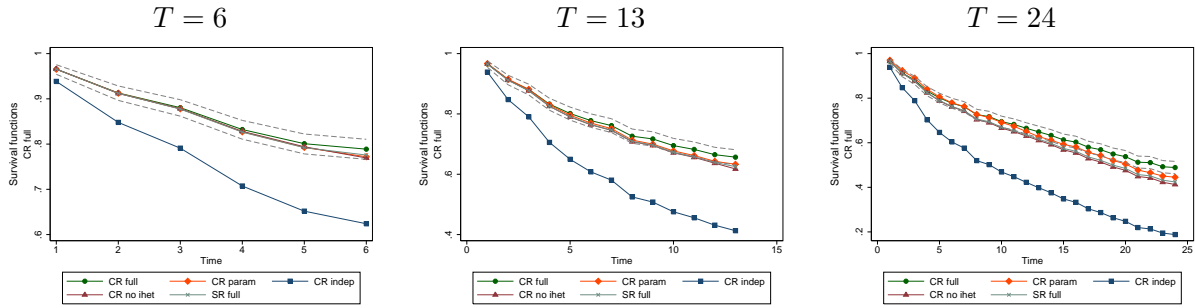 T = 6
T = 13
T = 24
Survival functions
CR full
1
.9
.8
.7
.6
1 2 3 4 5 6
Time
CR full CR param CR indep
CR no ihet SR full
Survival functions
CR full
1
.8
.6
.4
0 5 10 15
Time
CR full CR param CR indep
CR no ihet SR full
Survival functions
CR full
1
.8
.6
.4
.2
0 5 10 15 20 25
Time
CR full CR param CR indep
CR no ihet SR full